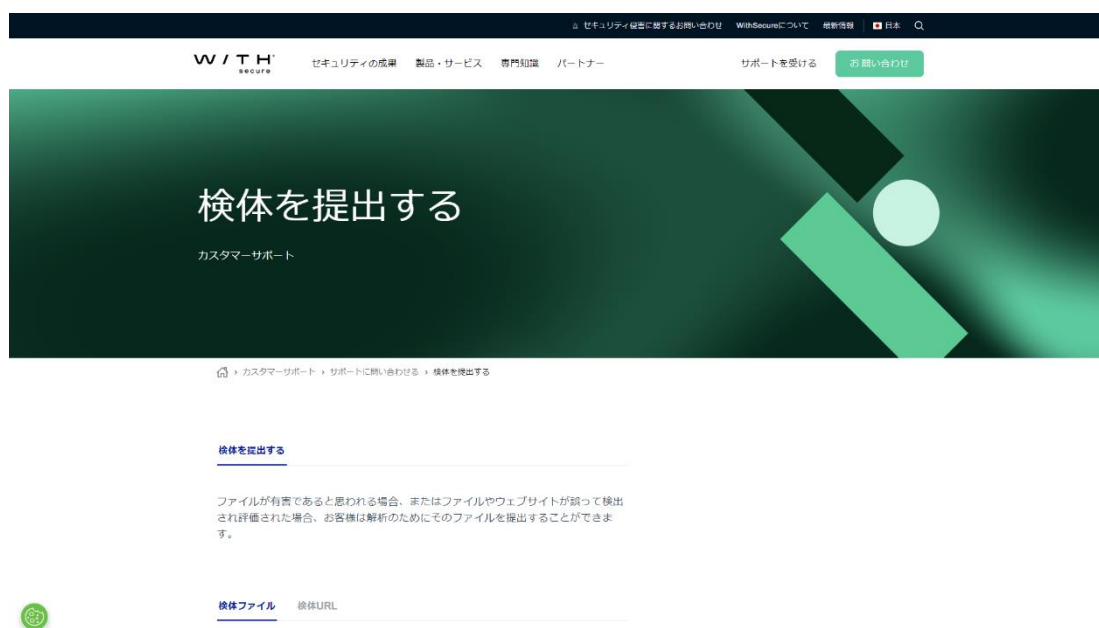 セキュリティ侵害に関するお問い合わせ WithSecureについて 最新情報 日本
W / T H secure
セキュリティの成果 製品・サービス 専門知識 パートナー サポートを受ける お問い合わせ
検体を提出する
カスタマーサポート
› カスタマーサポート › サポートに問い合わせる › 検体を提出する
検体を提出する
ファイルが有害であると思われる場合、またはファイルやウェブサイトが誤って検出
され評価された場合、お客様は解析のためにそのファイルを提出することができま
す。
検体ファイル 検体URL